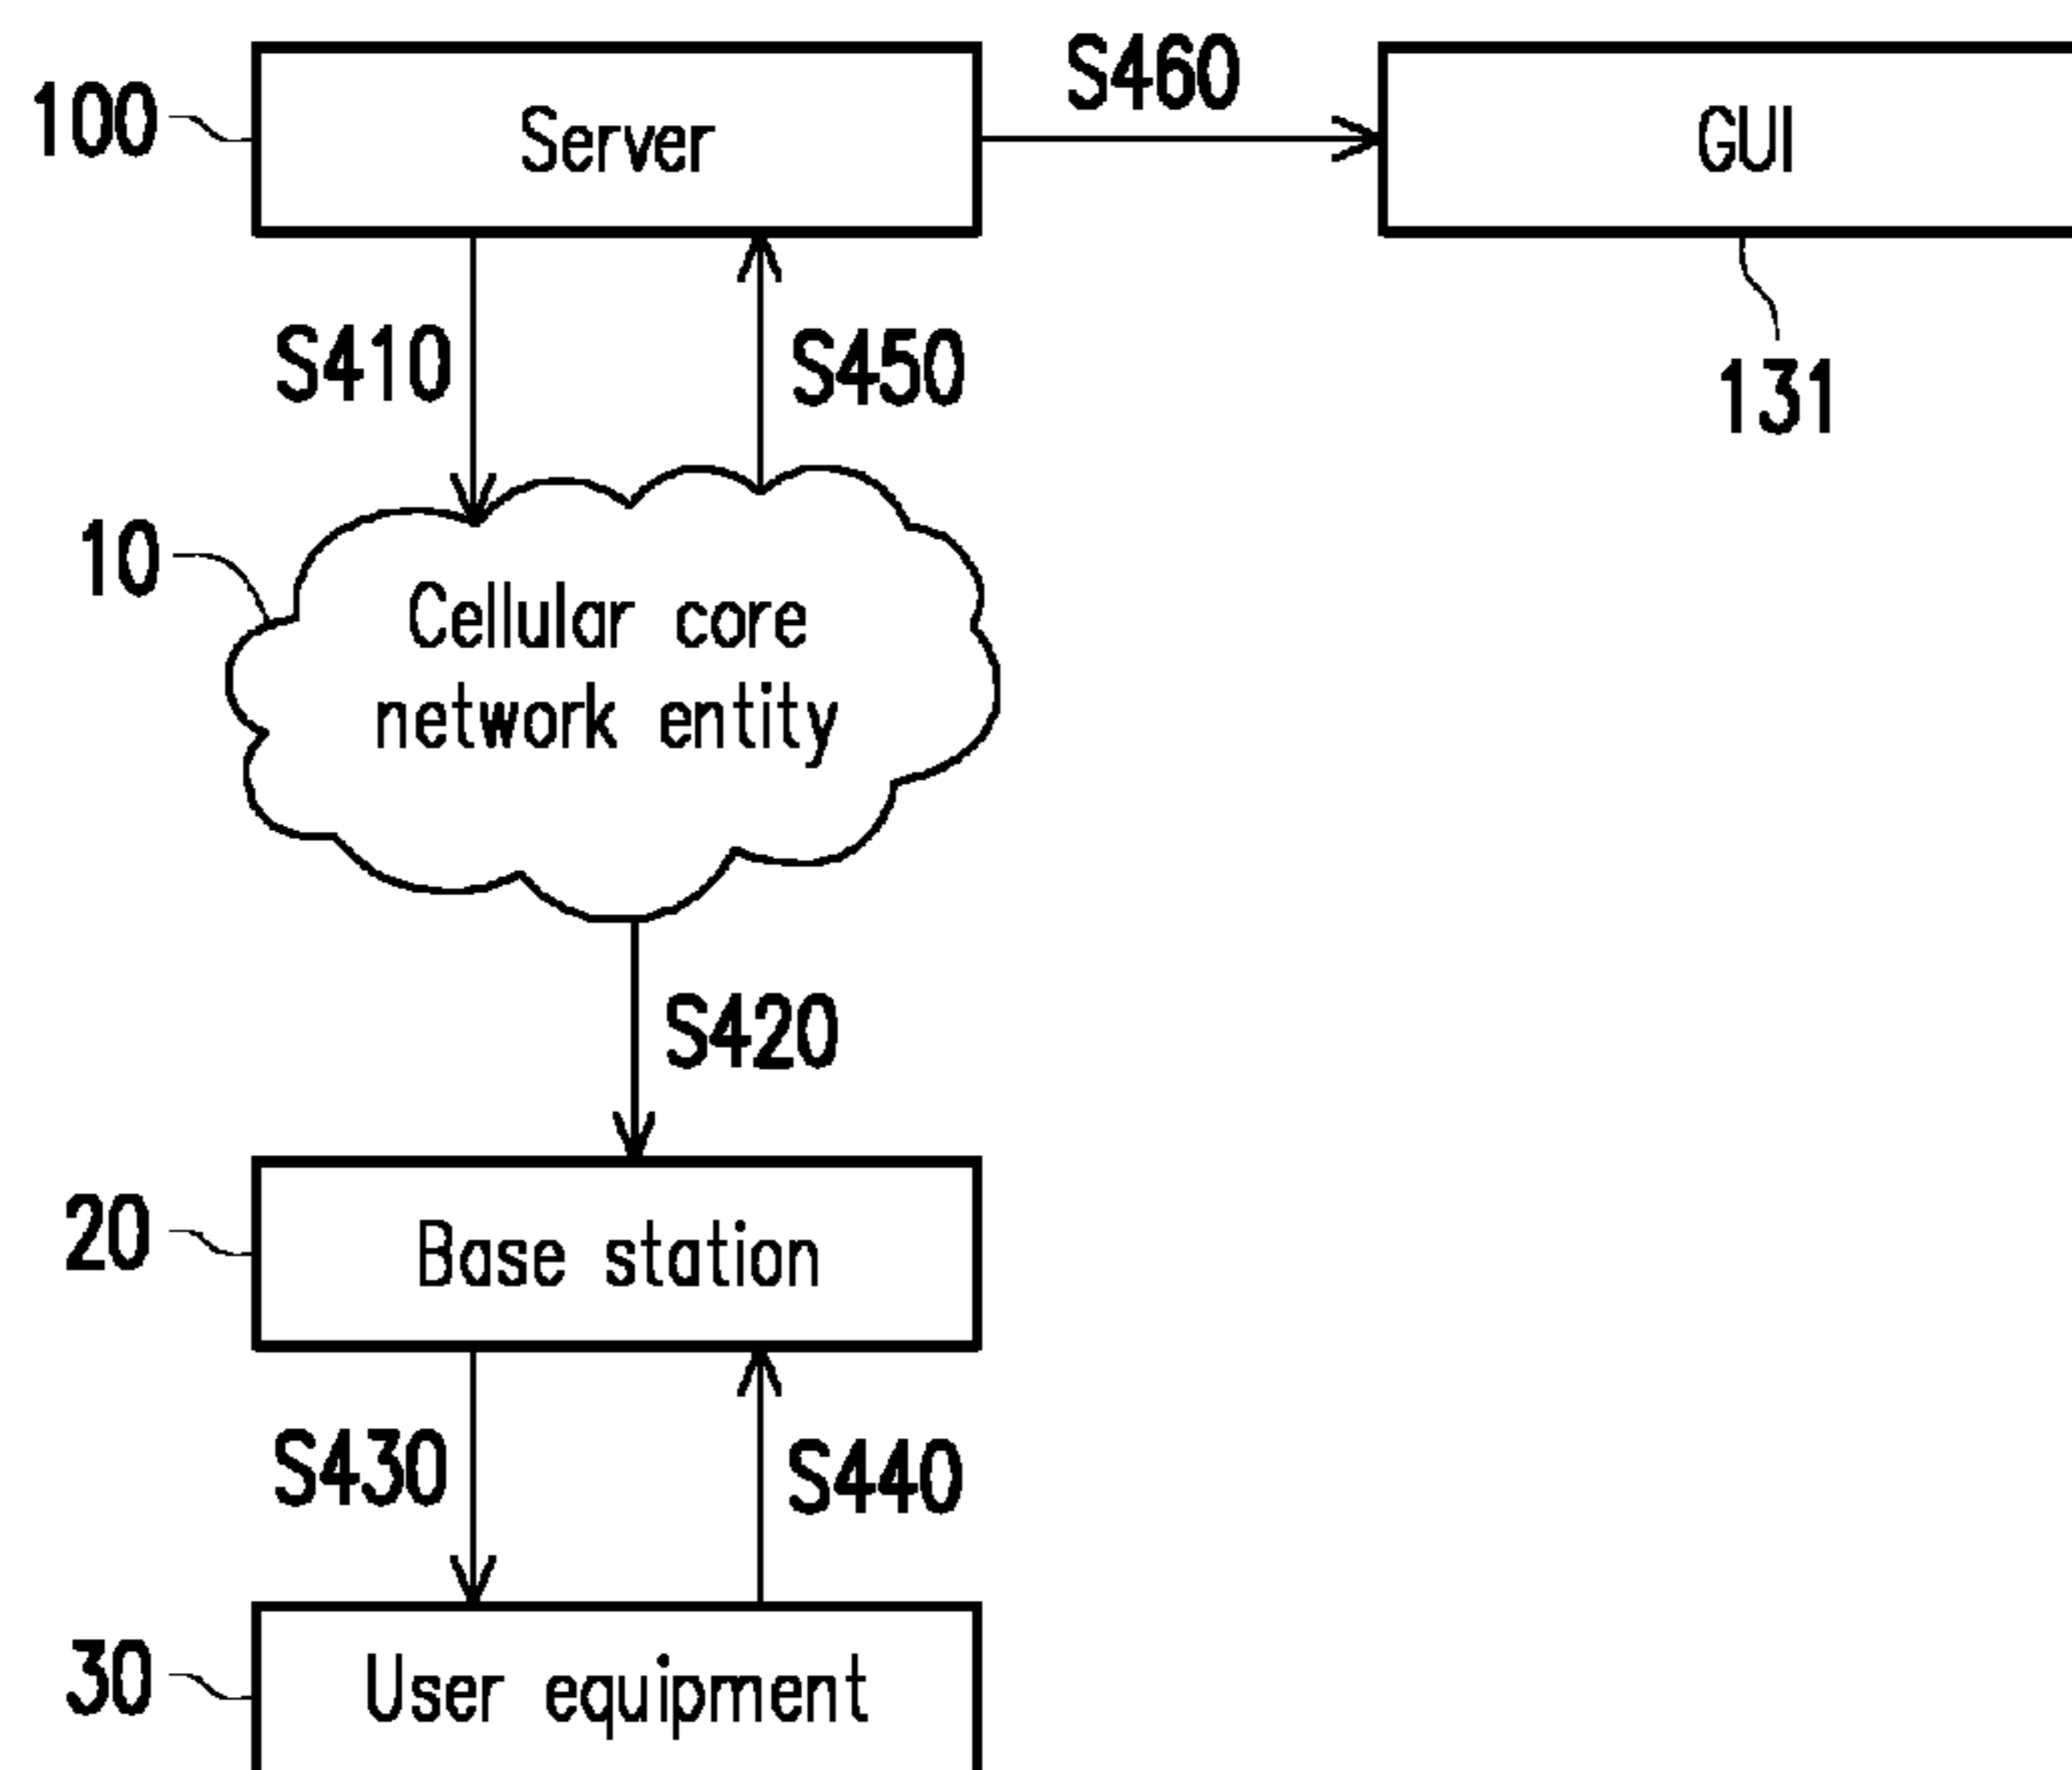 S460
100
Server
GUI
S410
S450
131
10
Cellular core
network entity
S420
20
Base station
S430
S440
30
User equipment